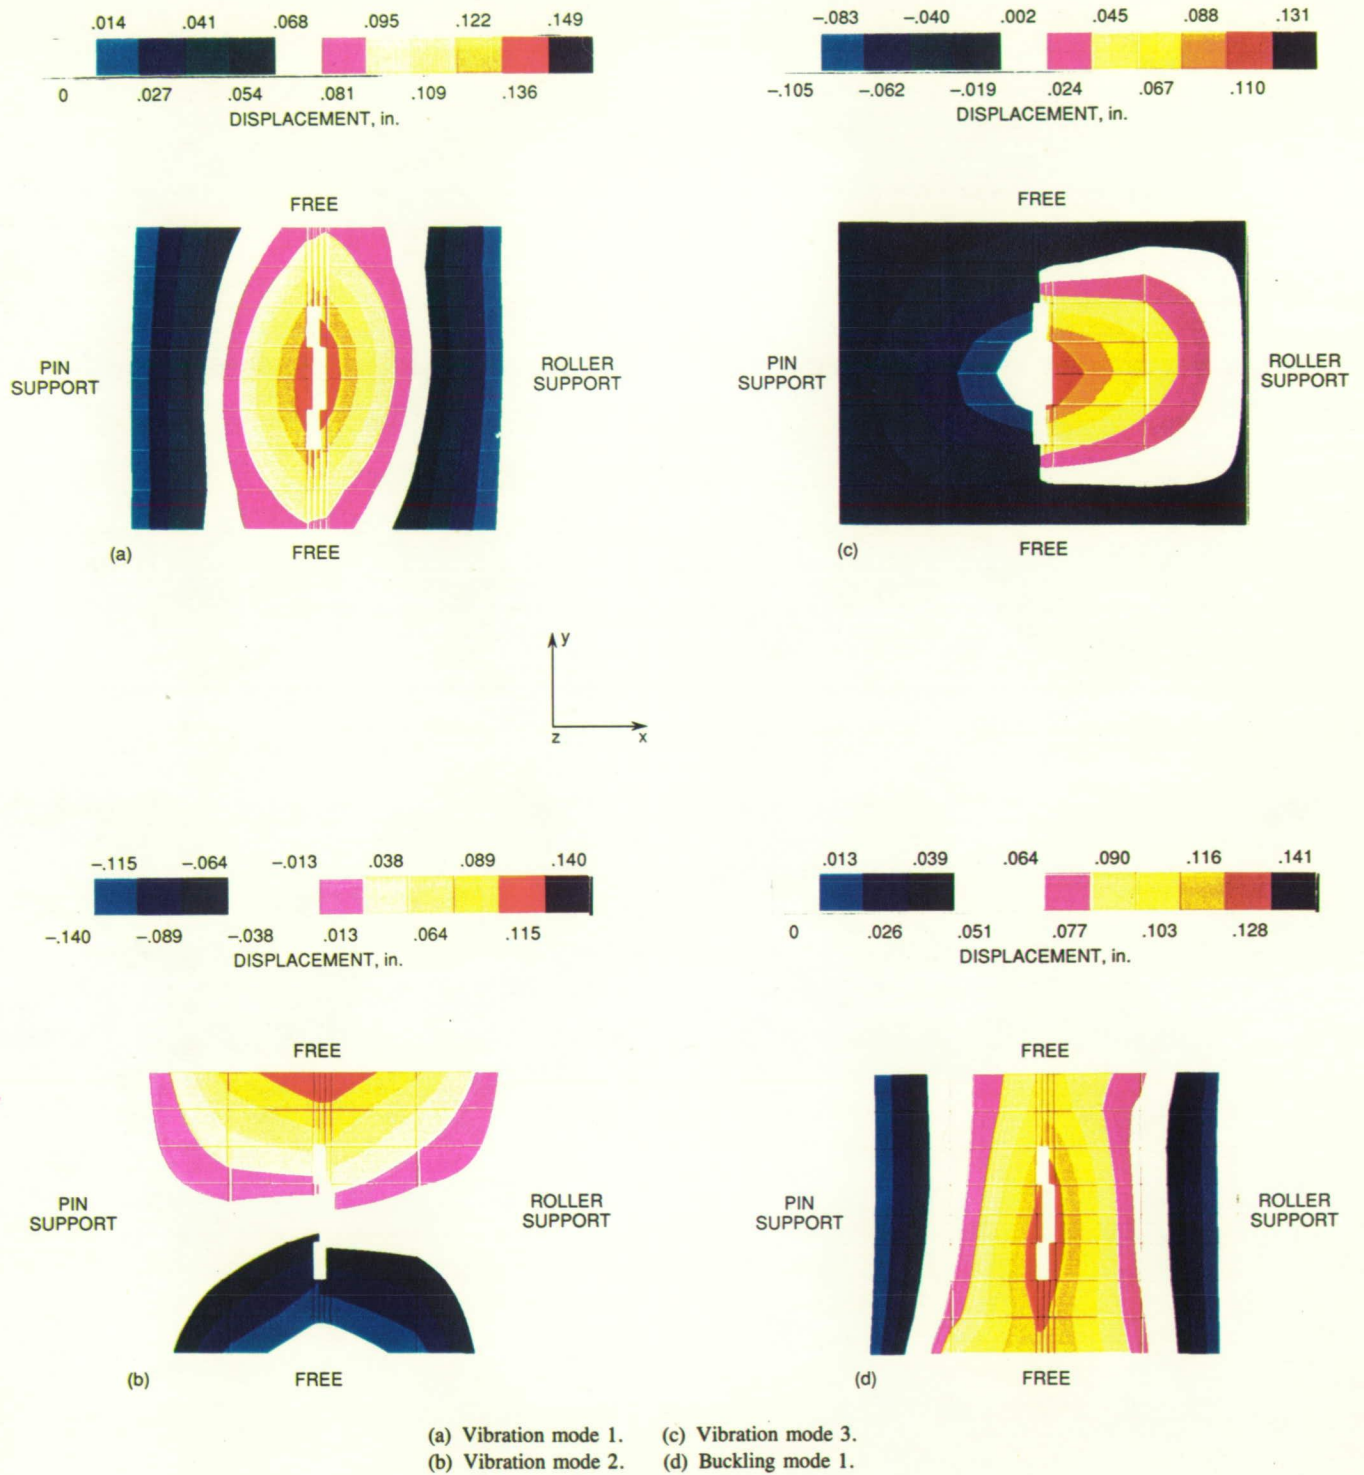 .014 .041 .068 .095 .122 .149
0 .027 .054 .081 .109 .136
DISPLACEMENT, in.
FREE
PIN
SUPPORT
ROLLER
SUPPORT
(a)
FREE
−.083 −.040 .002 .045 .088 .131
−.105 −.062 −.019 .024 .067 .110
DISPLACEMENT, in.
FREE
PIN
SUPPORT
ROLLER
SUPPORT
(c)
FREE
y
z x
−.115 −.064 −.013 .038 .089 .140
−.140 −.089 −.038 .013 .064 .115
DISPLACEMENT, in.
FREE
PIN
SUPPORT
ROLLER
SUPPORT
(b)
FREE
.013 .039 .064 .090 .116 .141
0 .026 .051 .077 .103 .128
DISPLACEMENT, in.
FREE
PIN
SUPPORT
ROLLER
SUPPORT
(d)
FREE
(a) Vibration mode 1. (c) Vibration mode 3.
(b) Vibration mode 2. (d) Buckling mode 1.